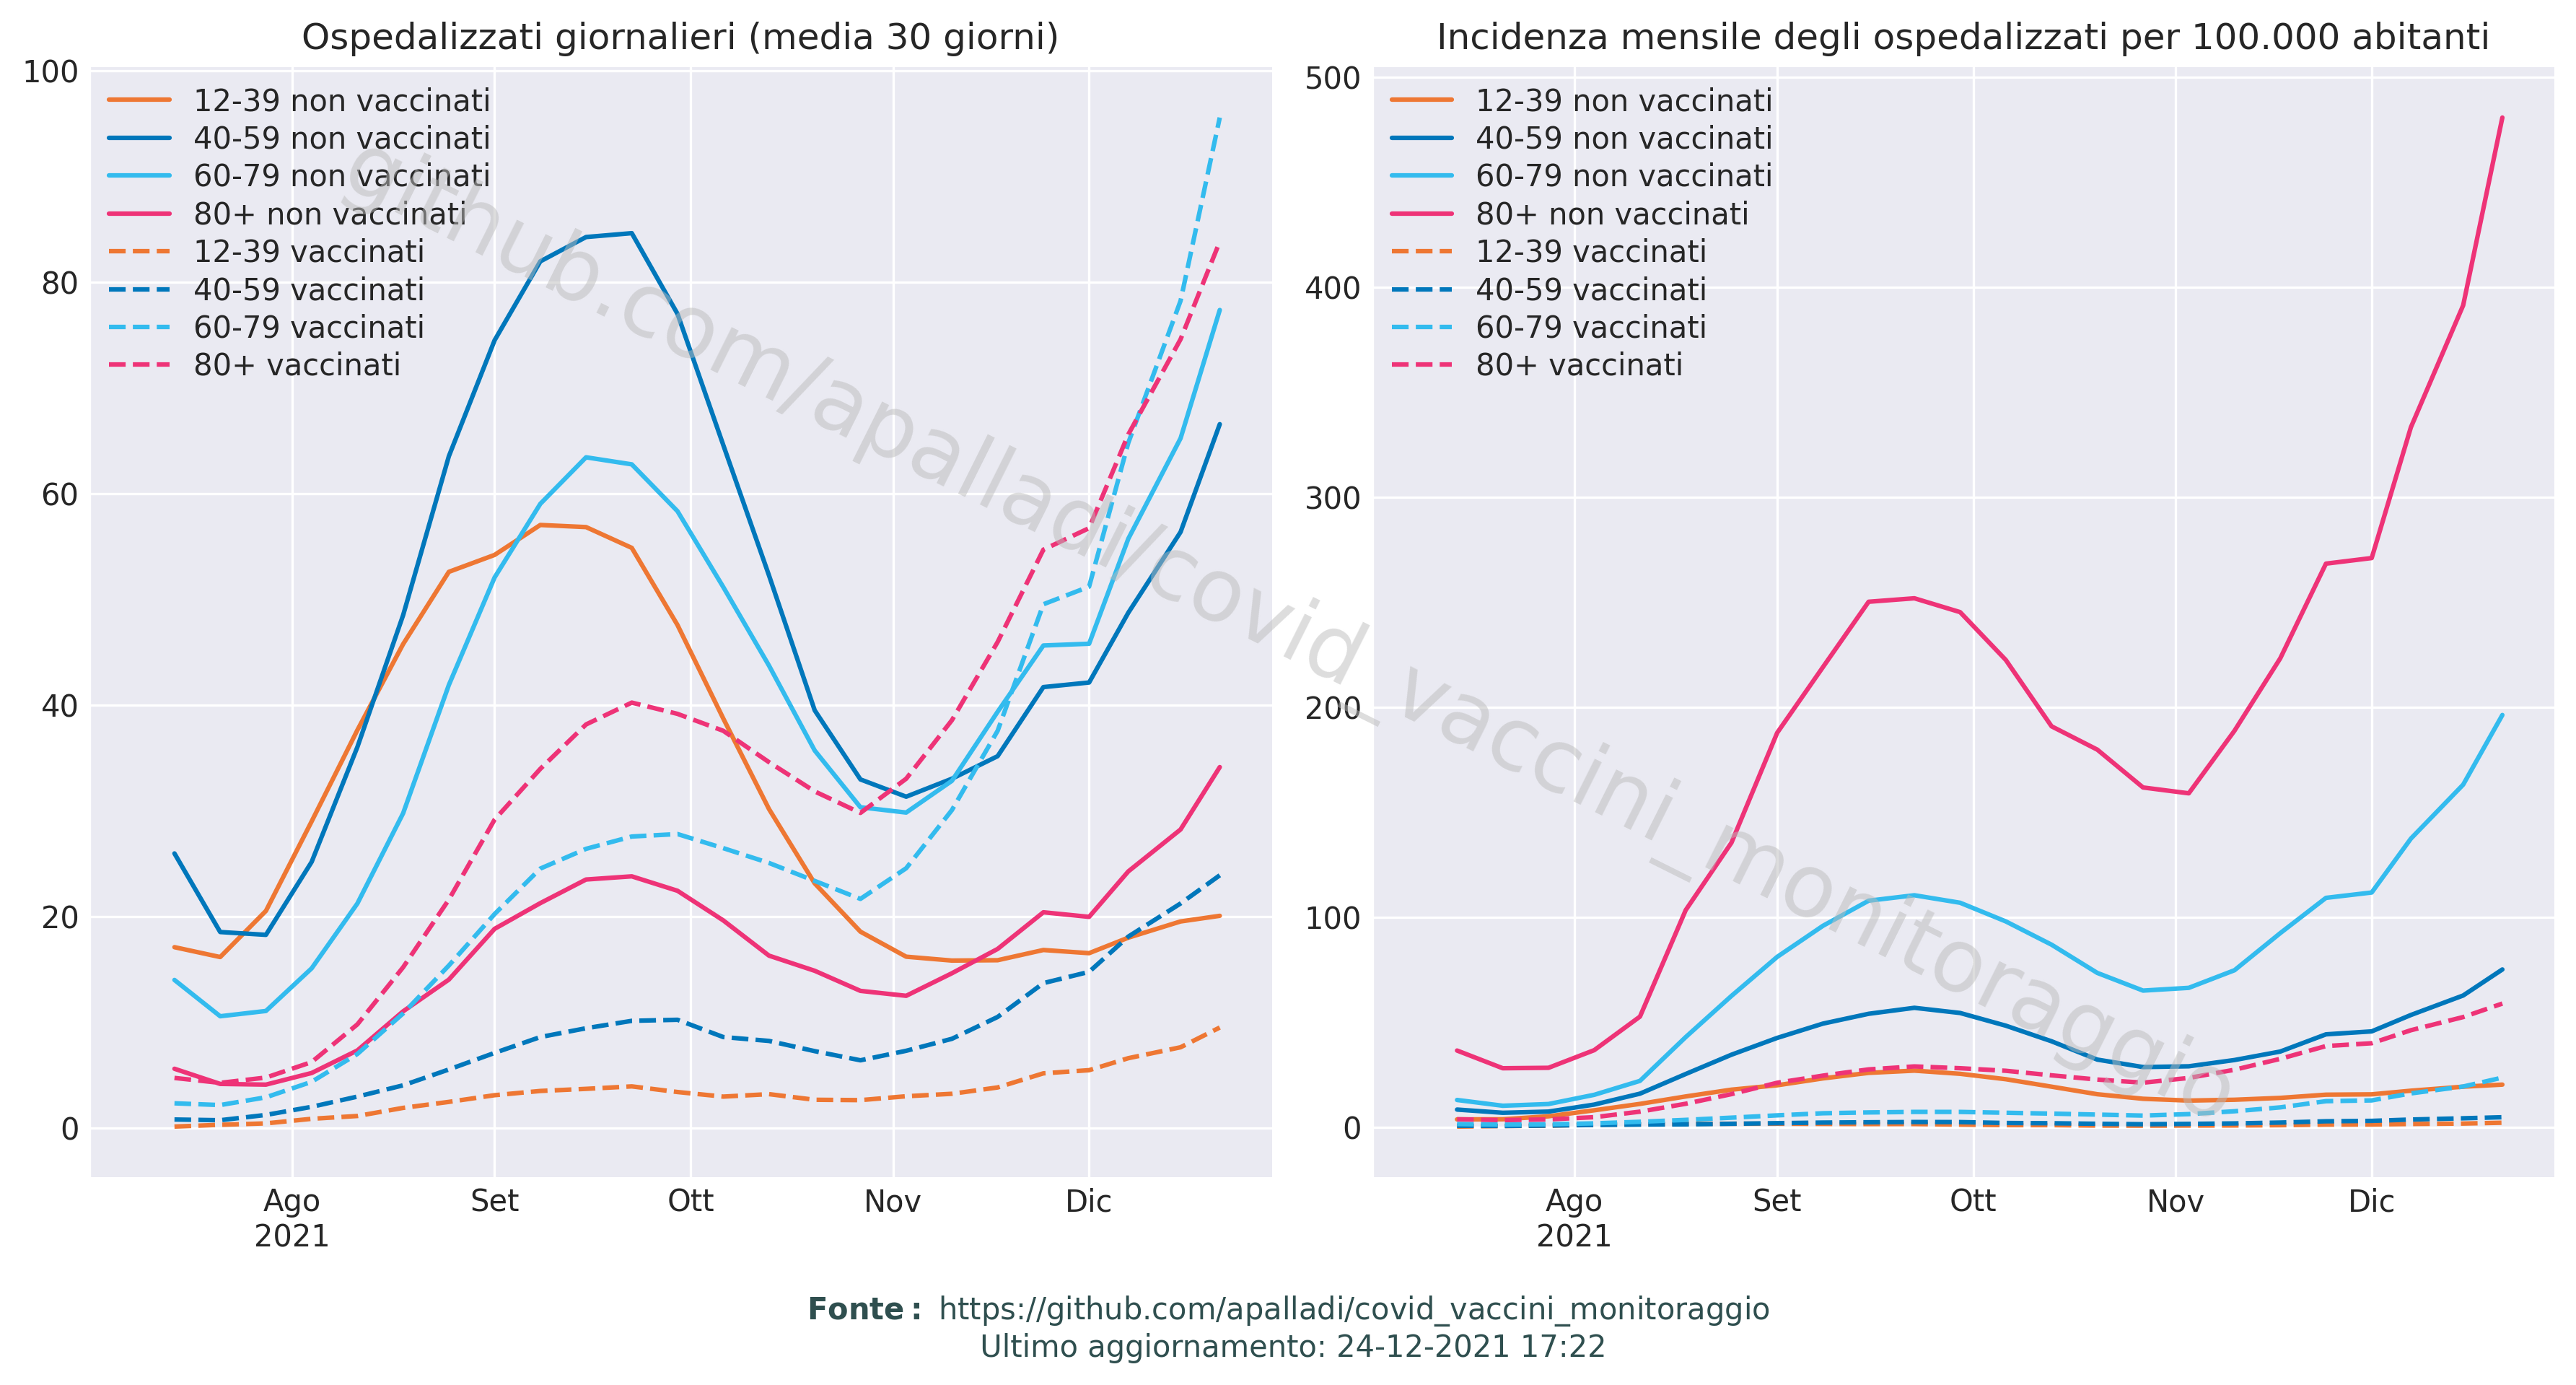 Ospedalizzati giornalieri (media 30 giorni)
100
80
60
40
20
0
12-39 non vaccinati
40-59 non vaccinati
60-79 non vaccinati
80+ non vaccinati
12-39 vaccinati
40-59 vaccinati
60-79 vaccinati
80+ vaccinati
Ago
2021
Set
Ott
Nov
Dic
Incidenza mensile degli ospedalizzati per 100.000 abitanti
500
400
300
200
100
0
12-39 non vaccinati
40-59 non vaccinati
60-79 non vaccinati
80+ non vaccinati
12-39 vaccinati
40-59 vaccinati
60-79 vaccinati
80+ vaccinati
Ago
2021
Set
Ott
Nov
Dic
github.com/apalladi/covid_vaccini_monitoraggio
Fonte: https://github.com/apalladi/covid_vaccini_monitoraggio
Ultimo aggiornamento: 24-12-2021 17:22